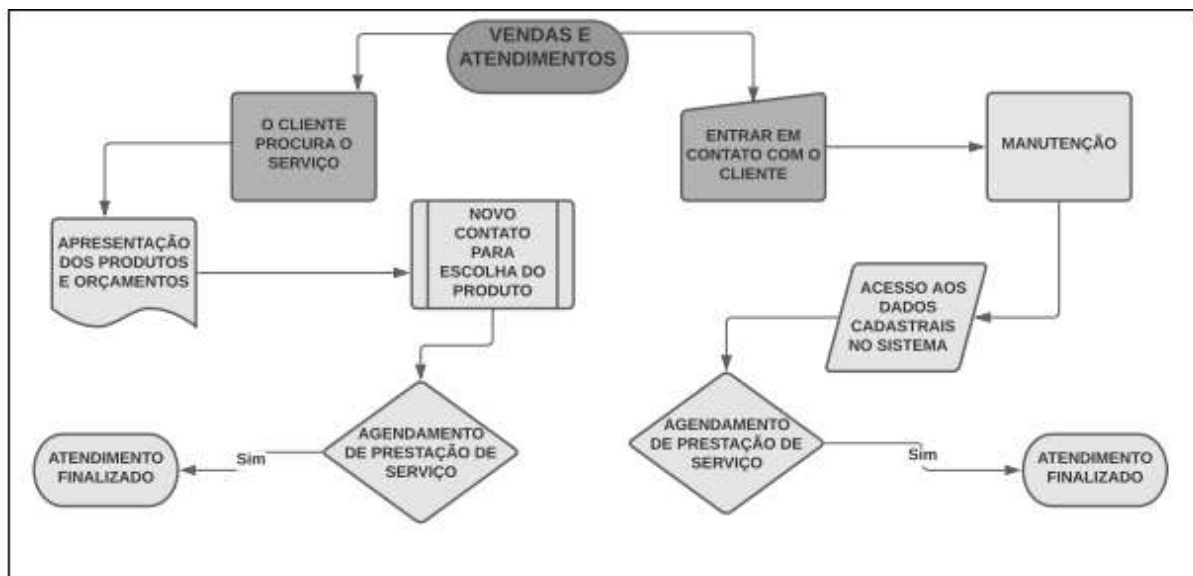 VENDAS E
ATENDIMENTOS
O CLIENTE
PROCURA O
SERVIÇO
ENTRAR EM
CONTATO COM O
CLIENTE
MANUTENÇÃO
APRESENTAÇÃO
DOS PRODUTOS
E ORÇAMENTOS
NOVO
CONTATO
PARA
ESCOLHA DO
PRODUTO
ACESSO AOS
DADOS
CADASTRAIS
NO SISTEMA
AGENDAMENTO
DE PRESTAÇÃO DE
SERVIÇO
Sim
ATENDIMENTO
FINALIZADO
AGENDAMENTO
DE PRESTAÇÃO DE
SERVIÇO
Sim
ATENDIMENTO
FINALIZADO